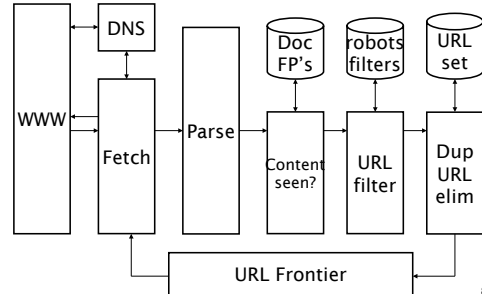 DNS
Doc
FP's
robots
filters
URL
set
WWW
Fetch
Parse
Content
seen?
URL
filter
Dup
URL
elim
URL Frontier